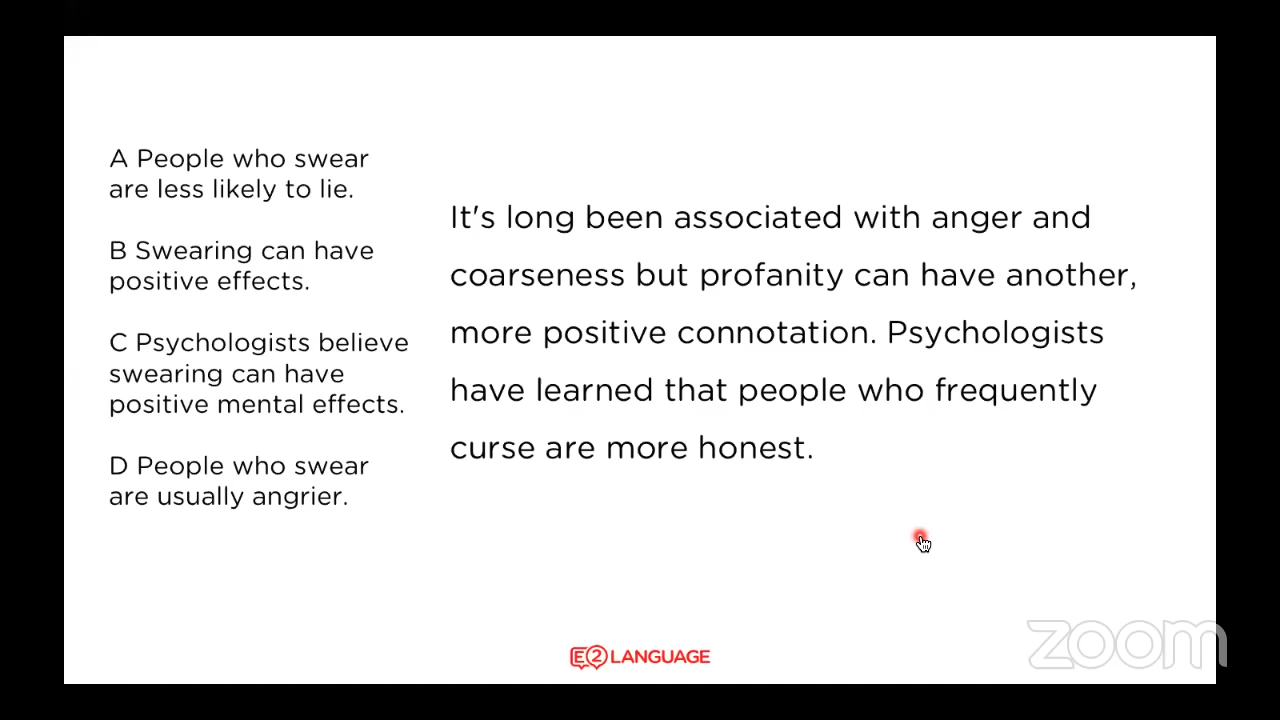 A People who swear
are less likely to lie.
B Swearing can have
positive effects.
C Psychologists believe
swearing can have
positive mental effects.
D People who swear
are usually angrier.
It's long been associated with anger and
coarseness but profanity can have another,
more positive connotation. Psychologists
have learned that people who frequently
curse are more honest.
E2 LANGUAGE
zoom